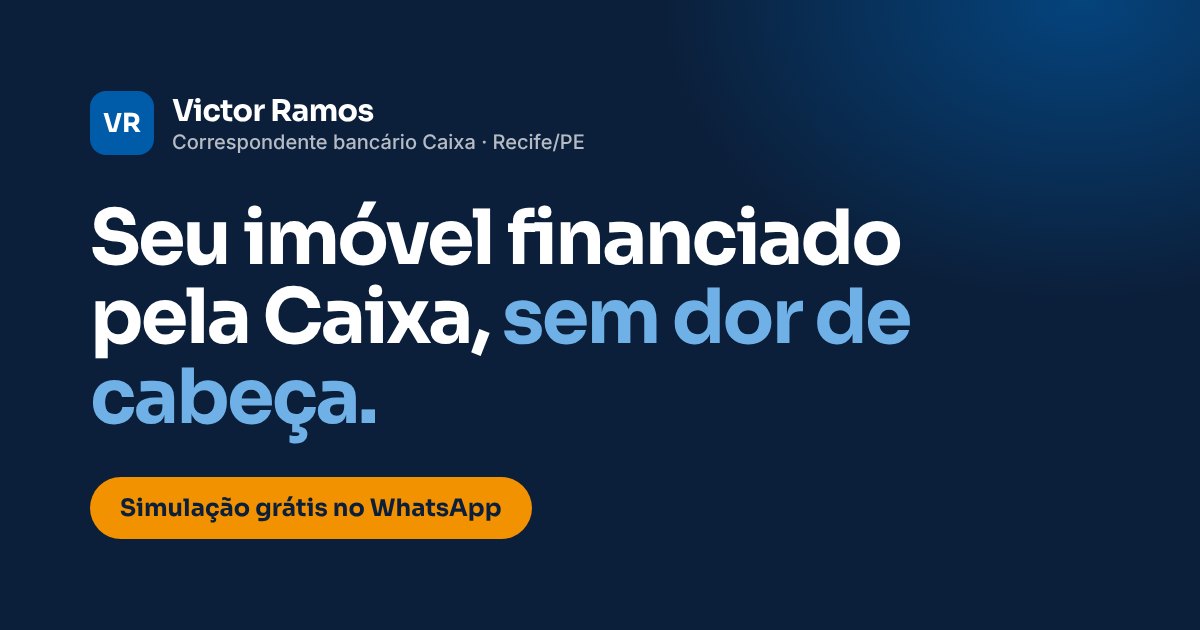 VR
Victor Ramos
Correspondente bancário Caixa · Recife/PE
Seu imóvel financiado
pela Caixa, sem dor de
cabeça.
Simulação grátis no WhatsApp